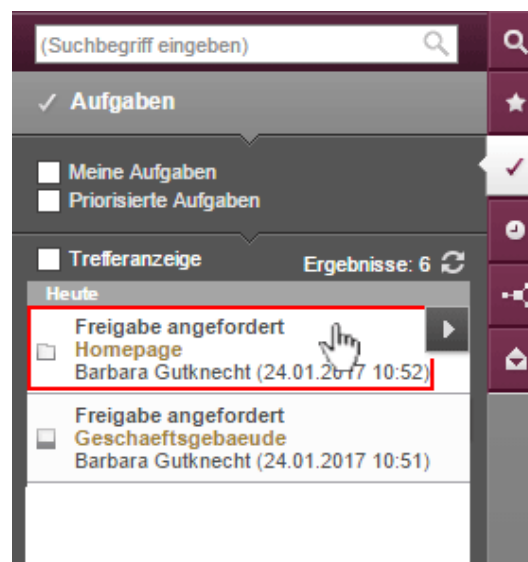 (Suchbegriff eingeben)
Aufgaben
Meine Aufgaben
Priorisierte Aufgaben
Trefferanzeige Ergebnisse: 6
Heute
Freigabe angefordert
Homepage
Barbara Gutknecht (24.01.2017 10:52)
Freigabe angefordert
Geschaeftsgebaeude
Barbara Gutknecht (24.01.2017 10:51)